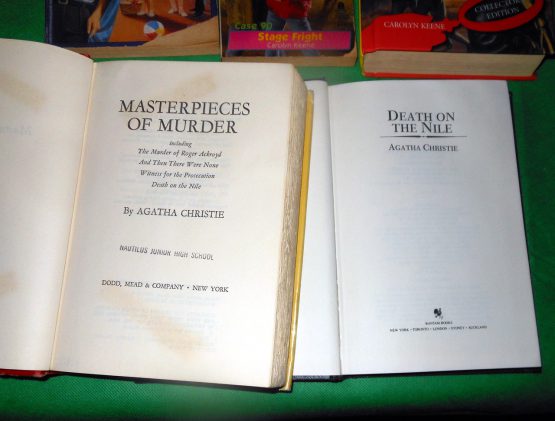 Case 90
Stage Fright
Carolyn Keene
CAROLYN KEENE
COLLECTOR'S
EDITION
MASTERPIECES
OF MURDER
including
The Murder of Roger Ackroyd
And Then There Were None
Witness for the Prosecution
Death on the Nile
By AGATHA CHRISTIE
NAUTILUS JUNIOR HIGH SCHOOL
DODD, MEAD & COMPANY • NEW YORK
DEATH ON
THE NILE
AGATHA CHRISTIE
BANTAM BOOKS
NEW YORK • TORONTO • LONDON • SYDNEY • AUCKLAND